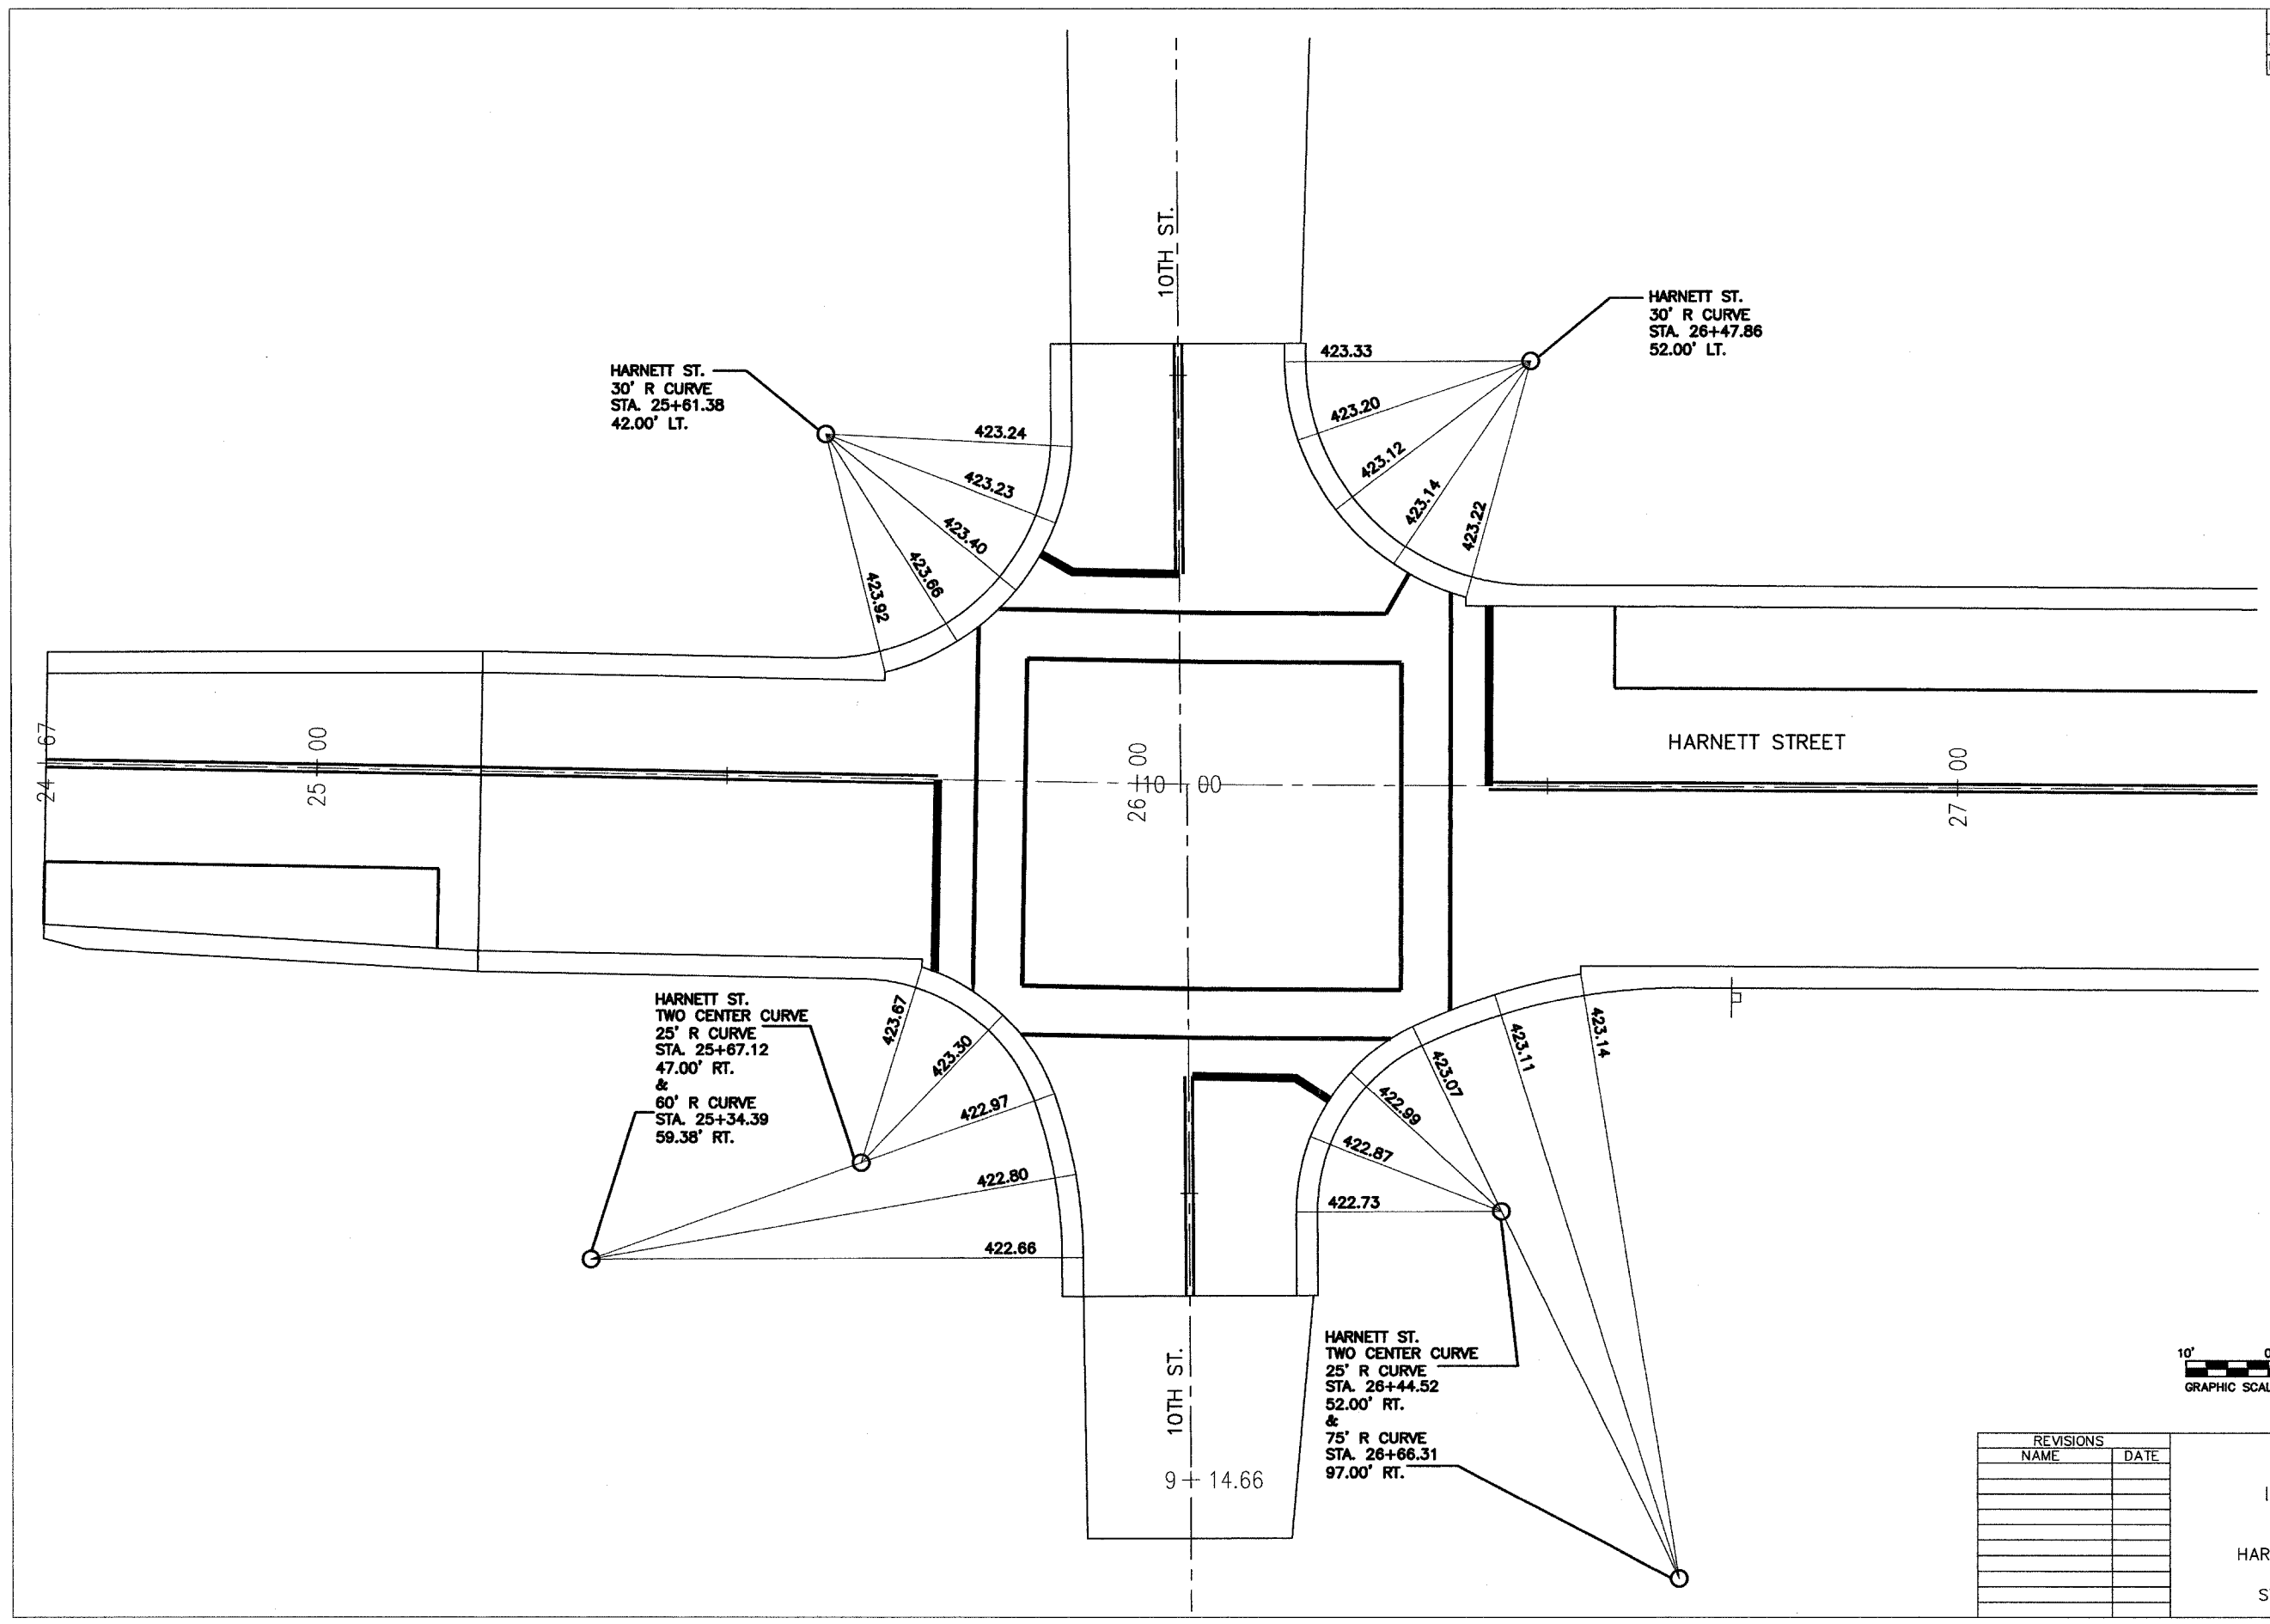 10TH ST.
HARNETT ST.
30' R CURVE
STA. 26+47.86
52.00' LT.
HARNETT ST.
30' R CURVE
STA. 25+61.38
42.00' LT.
423.33
423.20
423.12
423.14
423.22
423.24
423.23
423.40
423.66
423.92
24 67
25 00
26 00
10 00
HARNETT STREET
27 00
HARNETT ST.
TWO CENTER CURVE
25' R CURVE
STA. 25+67.12
47.00' RT.
&
60' R CURVE
STA. 25+34.39
59.38' RT.
423.67
423.30
422.97
422.80
422.66
423.14
423.11
423.07
422.99
422.87
422.73
HARNETT ST.
TWO CENTER CURVE
25' R CURVE
STA. 26+44.52
52.00' RT.
&
75' R CURVE
STA. 26+66.31
97.00' RT.
10TH ST.
9 + 14.66
10' 0
GRAPHIC SCAL
REVISIONS
NAME DATE
I
HAR
S